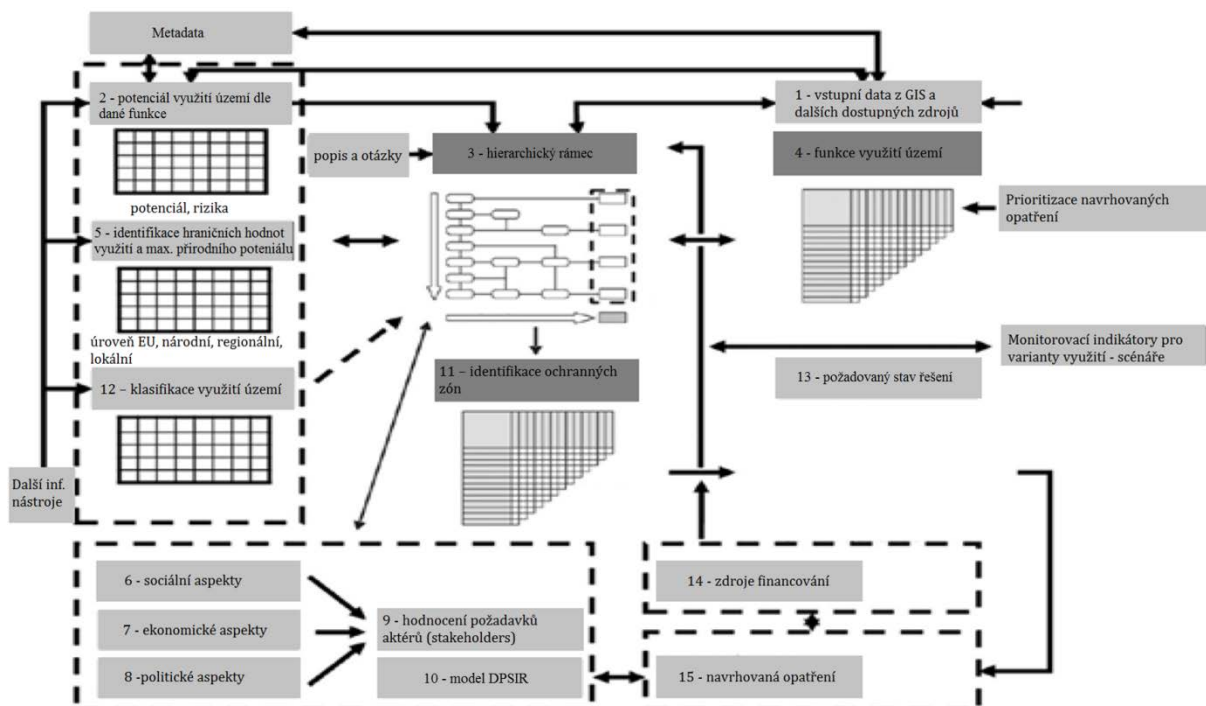 Metadata
2 - potenciál využití území dle
dané funkce
1 - vstupní data z GIS a
dalších dostupných zdrojů
popis a otázky
3 - hierarchický rámec
4 - funkce využití území
potenciál, rizika
Prioritizace navrhovaných
opatření
5 - identifikace hraničních hodnot
využití a max. přírodního poteniálu
úroveň EU, národní, regionální,
lokální
Monitorovací indikátory pro
varianty využití - scénáře
12 – klasifikace využití území
11 – identifikace ochranných
zón
13 - požadovaný stav řešení
Další inf.
nástroje
6 - sociální aspekty
14 - zdroje financování
7 - ekonomické aspekty
9 - hodnocení požadavků
aktérů (stakeholders)
8 -politické aspekty
10 - model DPSIR
15 - navrhovaná opatření